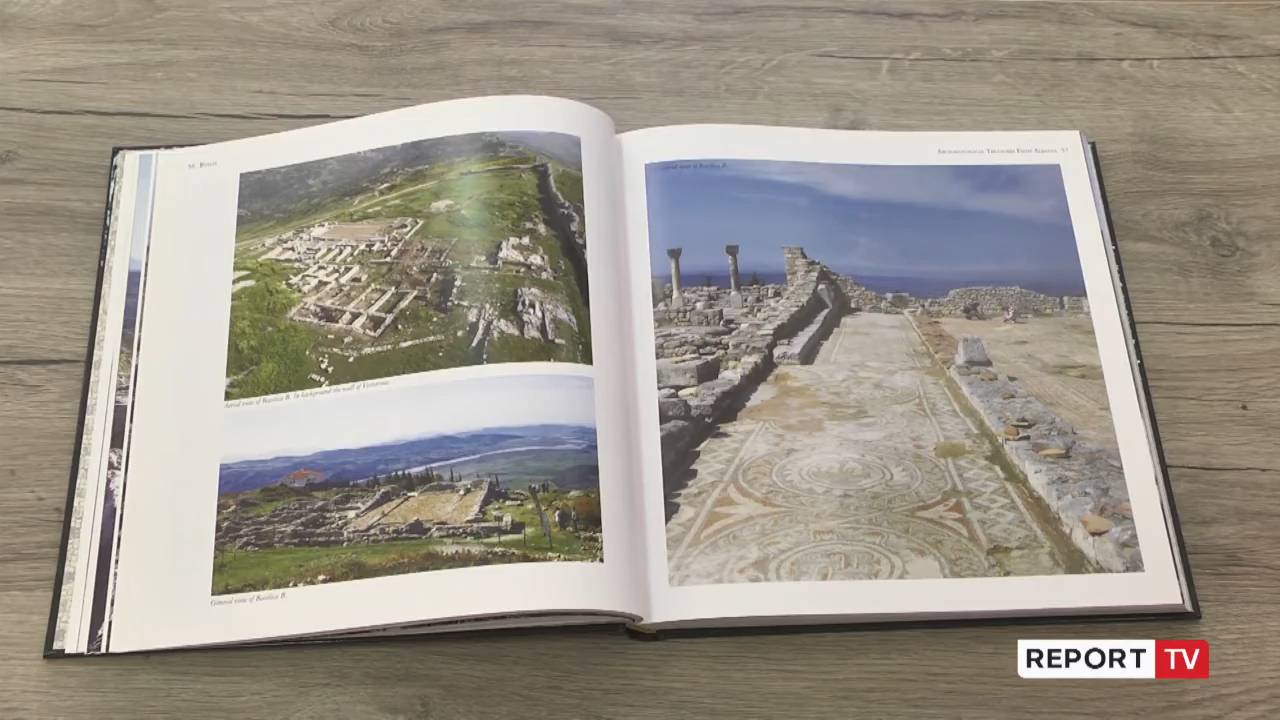 56 Byllis
Aerial view of Basilica B. In background the wall of Victorinus.
General view of Basilica B.
Archaeological Treasures From Albania 57
General view of Basilica B.
REPORT TV